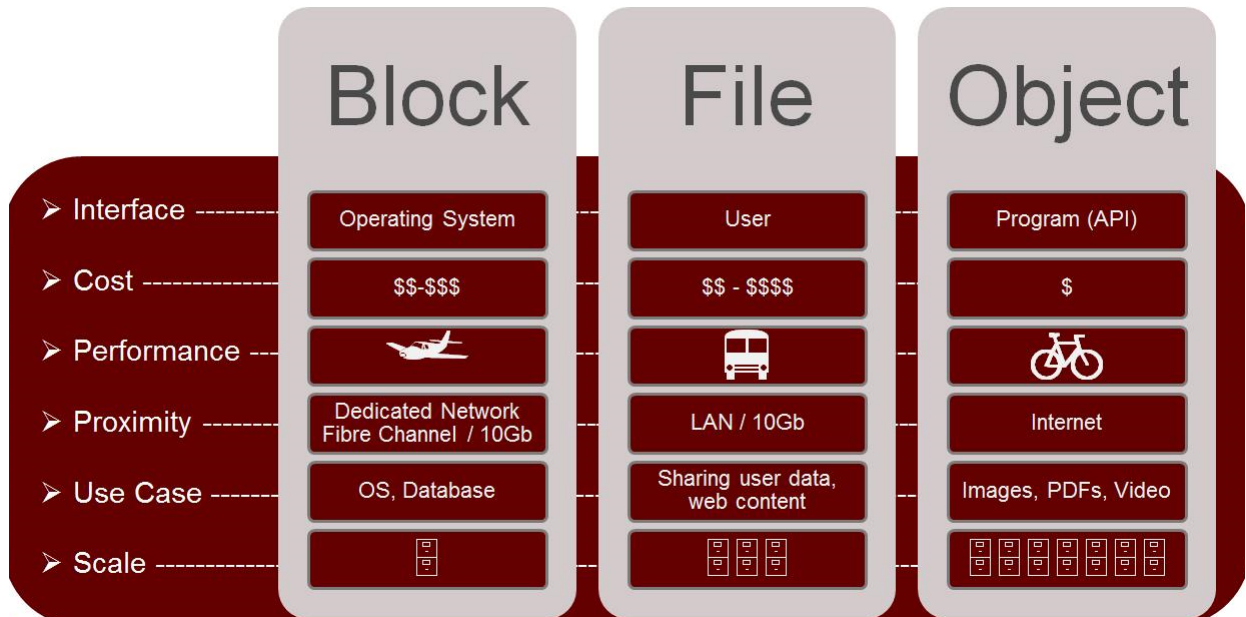 Block File Object
➢ Interface Operating System User Program (API)
➢ Cost $$-$$$ $$ - $$$$ $
➢ Performance
➢ Proximity Dedicated Network
Fibre Channel / 10Gb LAN / 10Gb Internet
➢ Use Case OS, Database Sharing user data,
web content Images, PDFs, Video
➢ Scale